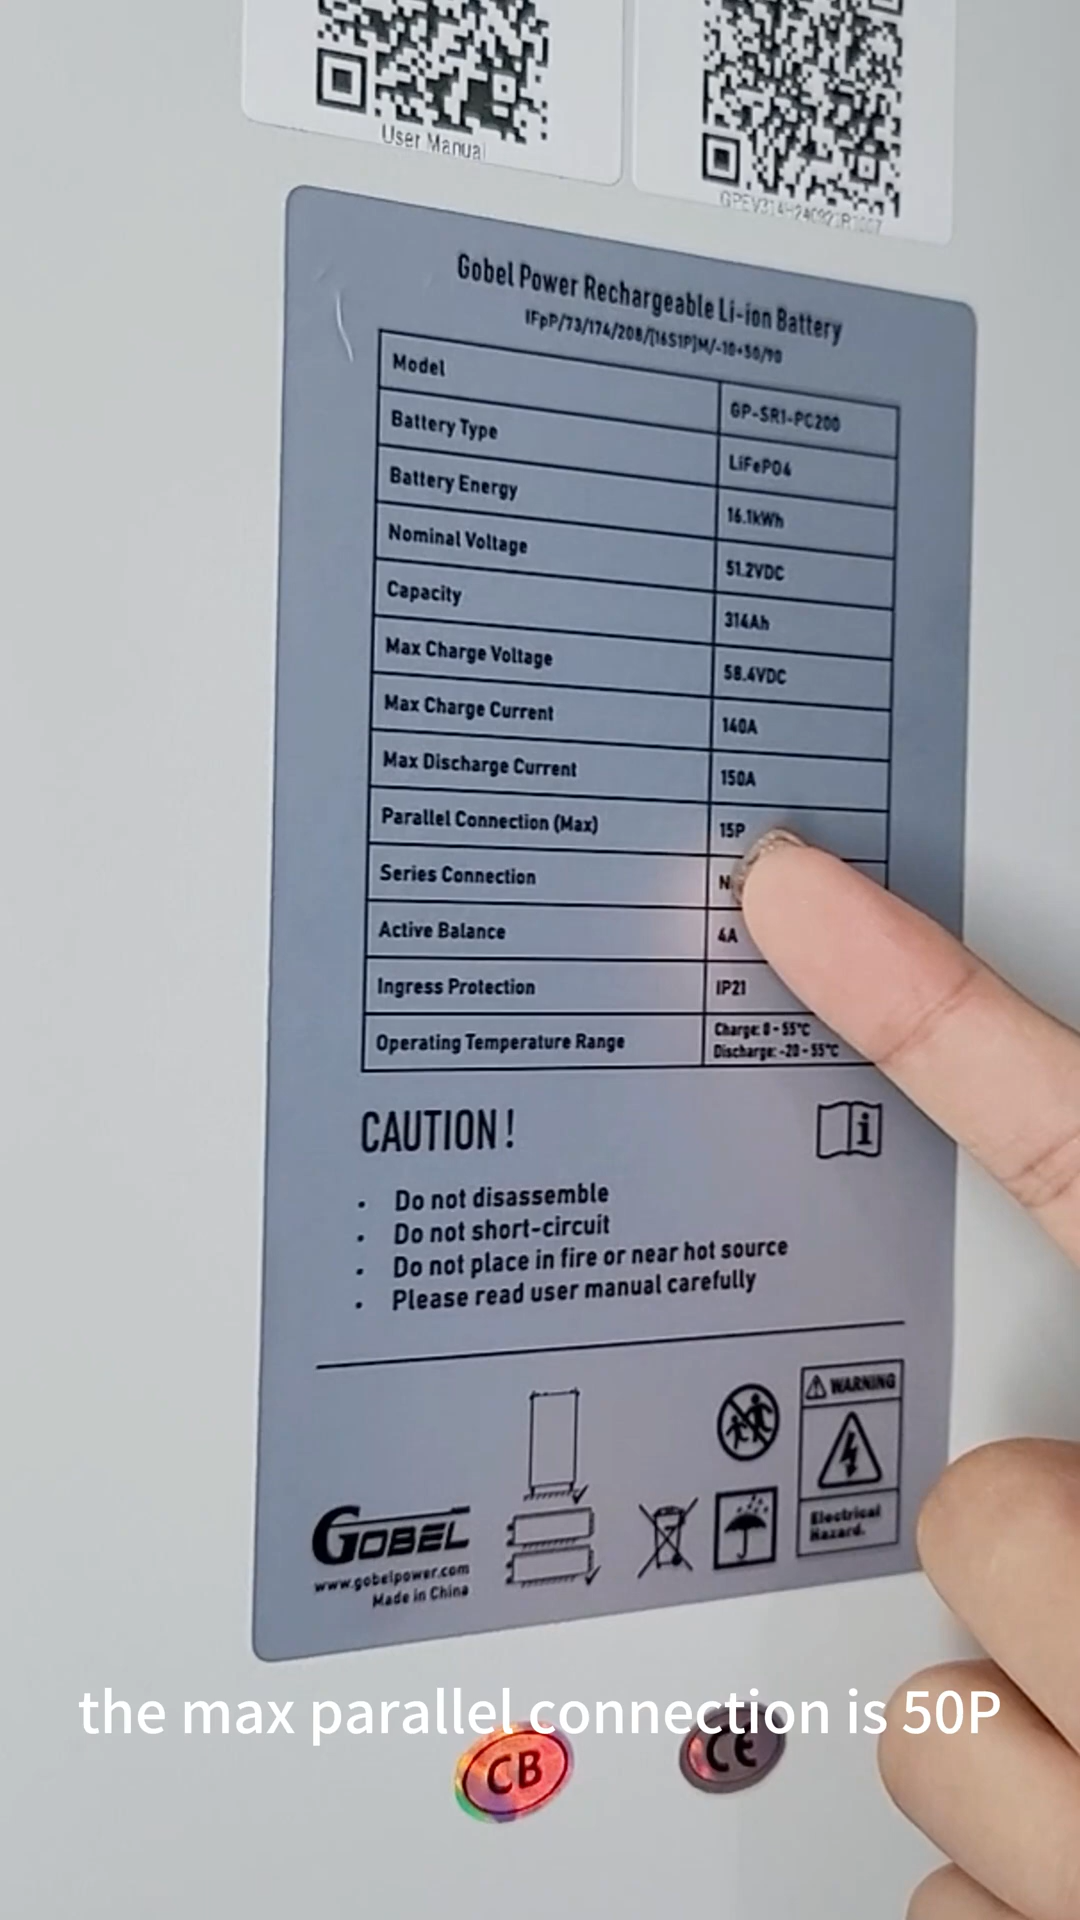 User Manual
Gobel Power Rechargeable Li-ion Battery
IFpP/73/174/208/[16S1P]M/-10+50/90
Model GP-SR1-PC200
Battery Type LiFePO4
Battery Energy 16.1kWh
Nominal Voltage 51.2VDC
Capacity 314Ah
Max Charge Voltage 58.4VDC
Max Charge Current 140A
Max Discharge Current 150A
Parallel Connection (Max) 15P
Series Connection
Active Balance 4A
Ingress Protection IP21
Operating Temperature Range Charge: 0-55°C
Discharge: -20-55°C
CAUTION!
• Do not disassemble
• Do not short-circuit
• Do not place in fire or near hot source
• Please read user manual carefully
WARNING
Electrical
Hazard.
GOBEL
www.gobelpower.com
Made in China
the max parallel connection is 50P
CB
CE